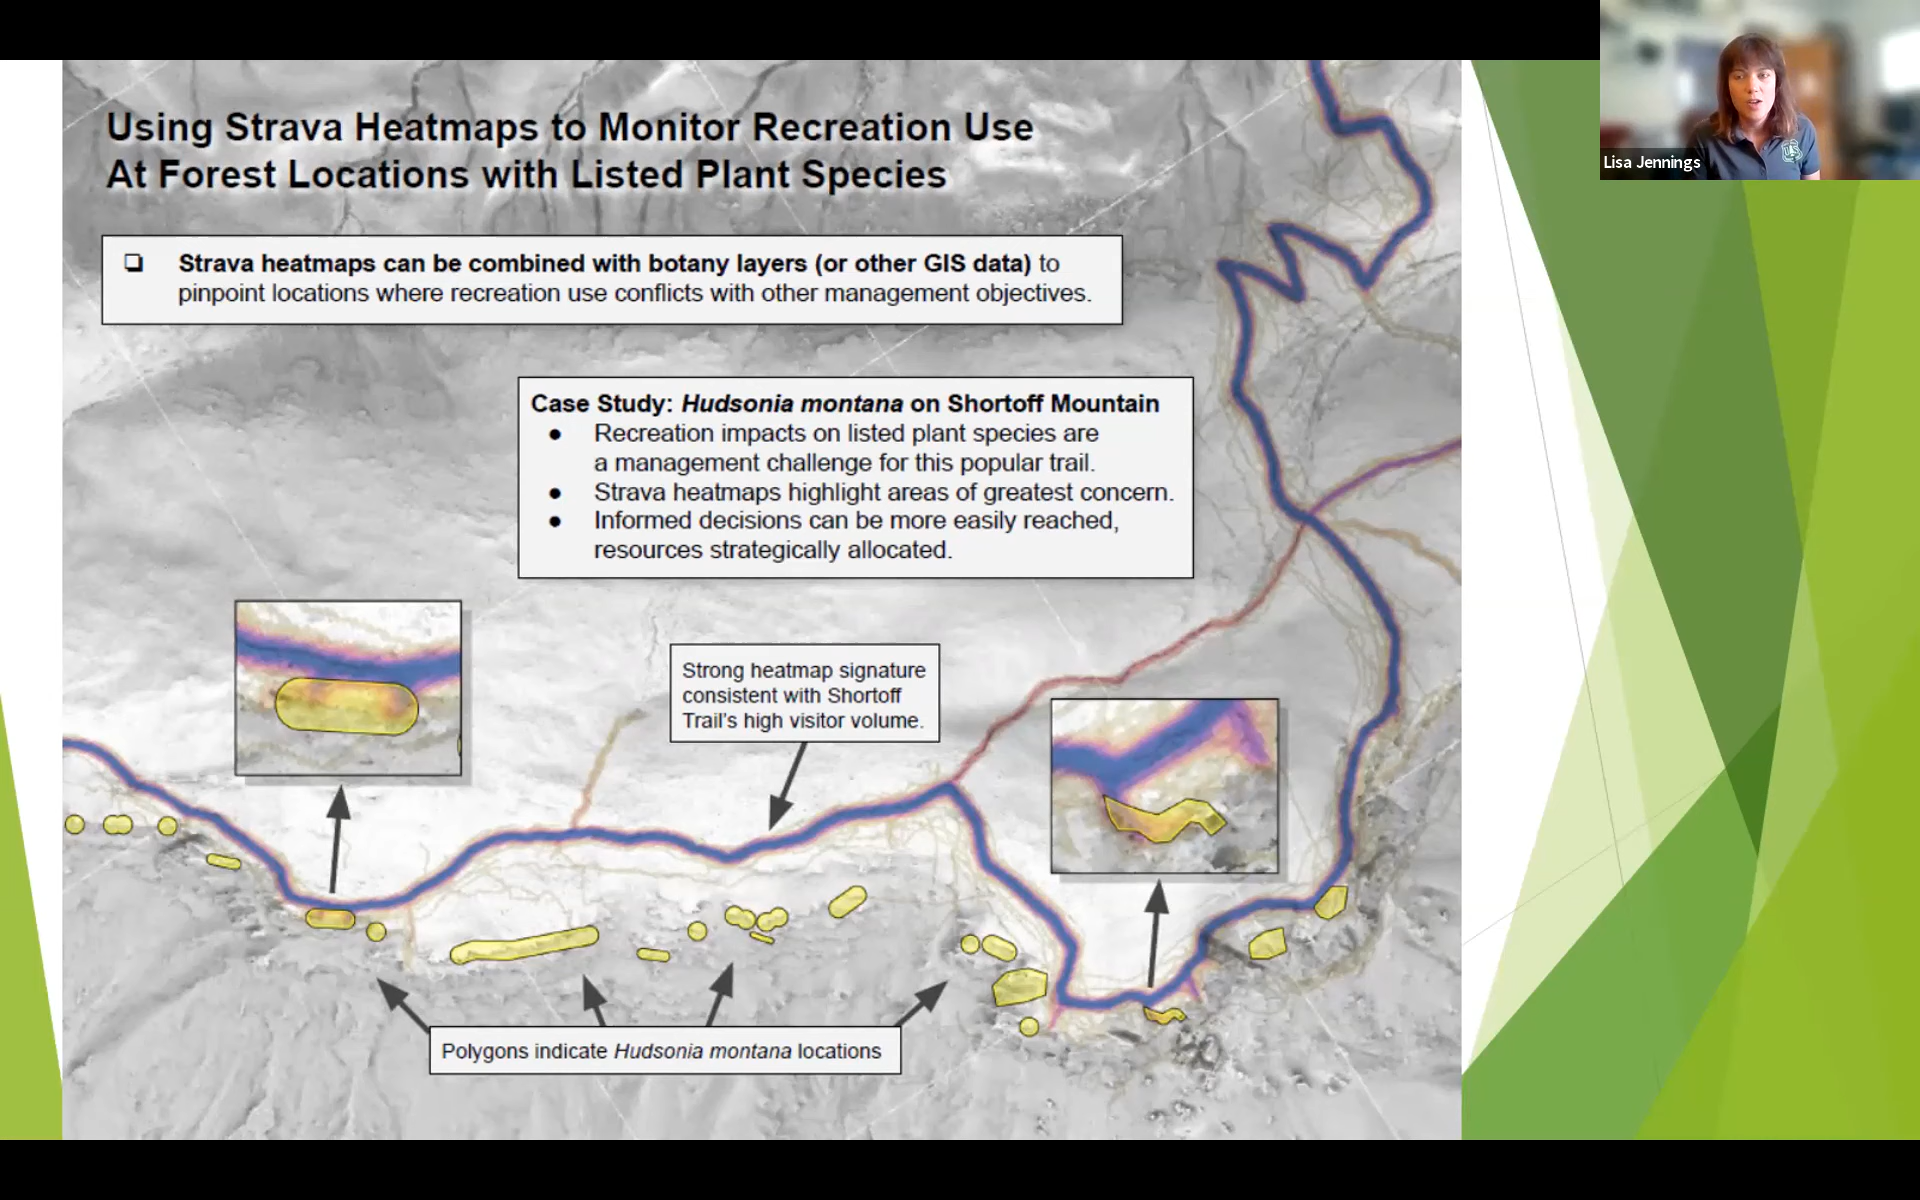 Using Strava Heatmaps to Monitor Recreation Use
At Forest Locations with Listed Plant Species
Lisa Jennings
❏ Strava heatmaps can be combined with botany layers (or other GIS data) to
pinpoint locations where recreation use conflicts with other management objectives.
Case Study: Hudsonia montana on Shortoff Mountain
● Recreation impacts on listed plant species are
a management challenge for this popular trail.
● Strava heatmaps highlight areas of greatest concern.
● Informed decisions can be more easily reached,
resources strategically allocated.
Strong heatmap signature
consistent with Shortoff
Trail's high visitor volume.
Polygons indicate Hudsonia montana locations